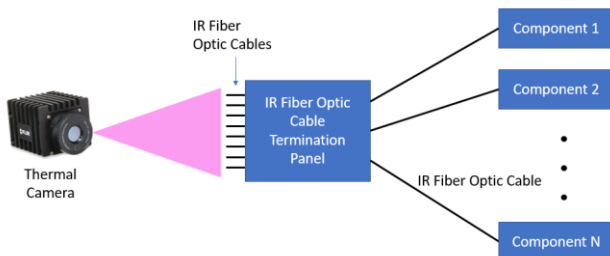 IR Fiber
Optic Cables
Component 1
IR Fiber Optic
Cable
Termination
Panel
Component 2
Thermal
Camera
IR Fiber Optic Cable
Component N